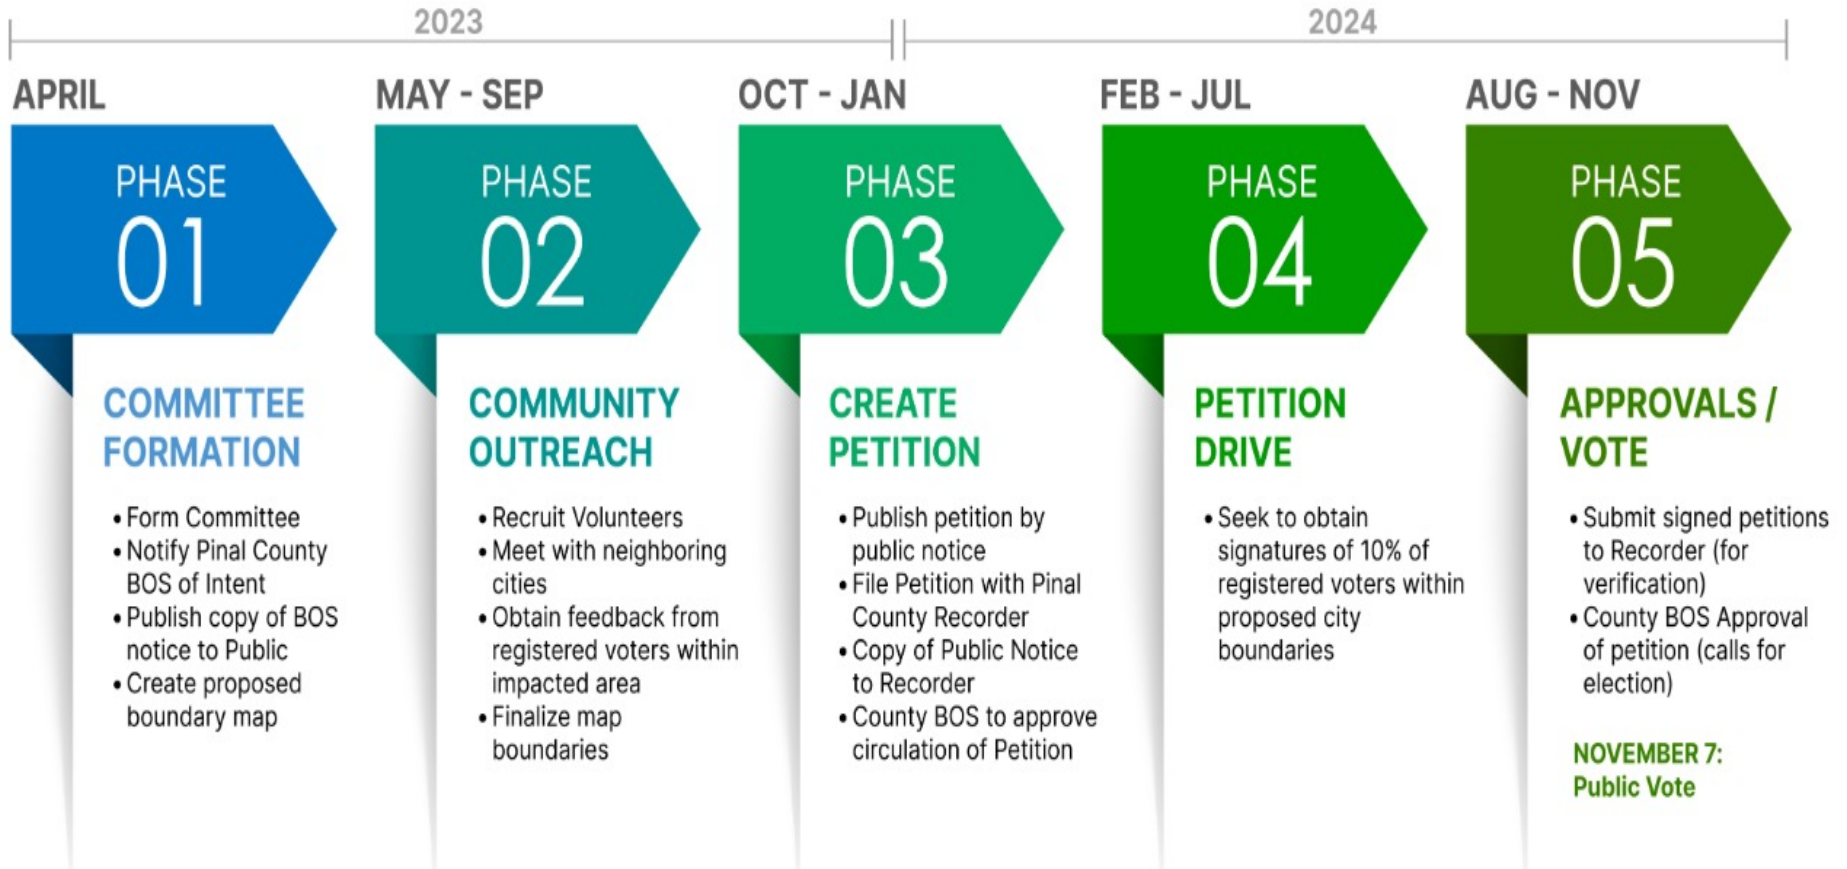 2023
2024
APRIL
MAY - SEP
OCT - JAN
FEB - JUL
AUG - NOV
PHASE
01
PHASE
02
PHASE
03
PHASE
04
PHASE
05
COMMITTEE
FORMATION
• Form Committee
• Notify Pinal County
BOS of Intent
• Publish copy of BOS
notice to Public
• Create proposed
boundary map
COMMUNITY
OUTREACH
• Recruit Volunteers
• Meet with neighboring
cities
• Obtain feedback from
registered voters within
impacted area
• Finalize map
boundaries
CREATE
PETITION
• Publish petition by
public notice
• File Petition with Pinal
County Recorder
• Copy of Public Notice
to Recorder
• County BOS to approve
circulation of Petition
PETITION
DRIVE
• Seek to obtain
signatures of 10% of
registered voters within
proposed city
boundaries
APPROVALS /
VOTE
• Submit signed petitions
to Recorder (for
verification)
• County BOS Approval
of petition (calls for
election)
NOVEMBER 7:
Public Vote